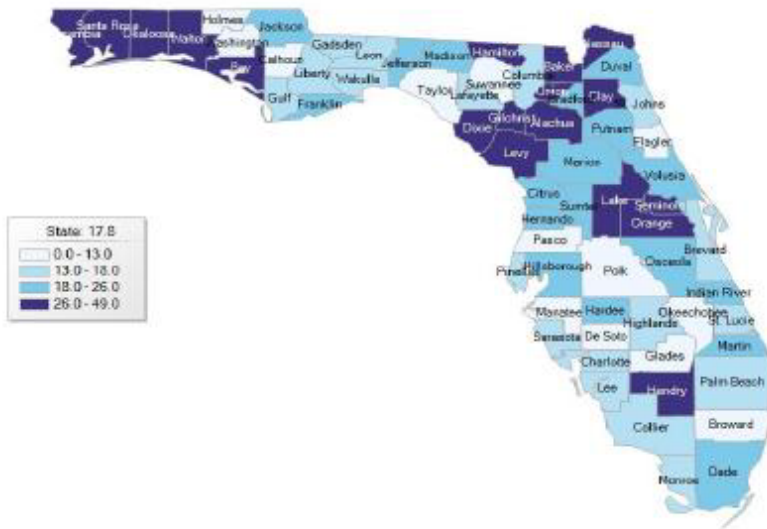 Holmes
Jackson
Santa Rosa
Okaloosa
Walton
Washington
Bay
Calhoun
Gadsden
Liberty
Gulf
Franklin
Leon
Wakulla
Jefferson
Madison
Taylor
Hamilton
Suwannee
Lafayette
Columbia
Baker
Nassau
Duval
Union
Bradford
Clay
Johns
Dixie
Gilchrist
Alachua
Putnam
Flagler
Levy
Marion
Volusia
Citrus
Sumter
Lake
Seminole
Orange
Hernando
Pasco
Pinellas
Hillsborough
Polk
Osceola
Brevard
Indian River
Manatee
Hardee
Okeechobee
St. Lucie
Highlands
Sarasota
De Soto
Martin
Charlotte
Glades
Lee
Hendry
Palm Beach
Collier
Broward
Monroe
Dade
State: 17.8
0.0 - 13.0
13.0 - 18.0
18.0 - 26.0
26.0 - 49.0